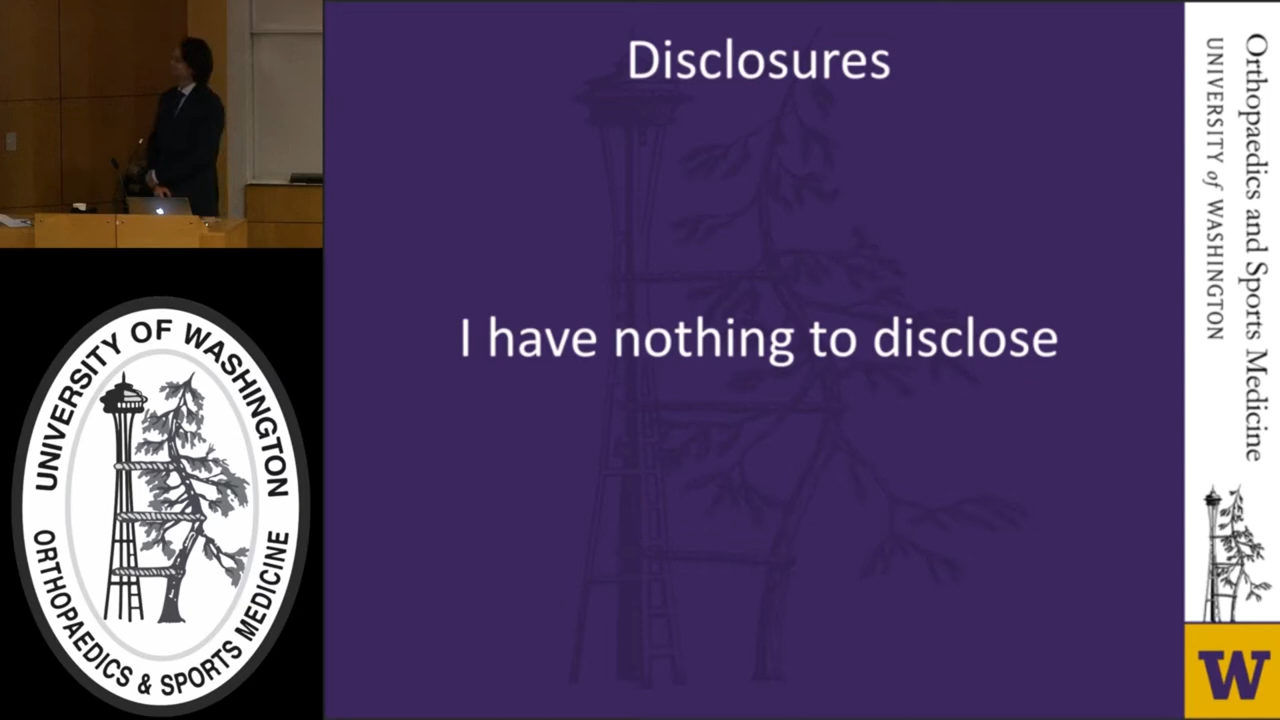 Disclosures
I have nothing to disclose
Orthopaedics and Sports Medicine
UNIVERSITY of WASHINGTON
W
UNIVERSITY OF WASHINGTON
ORTHOPAEDICS & SPORTS MEDICINE